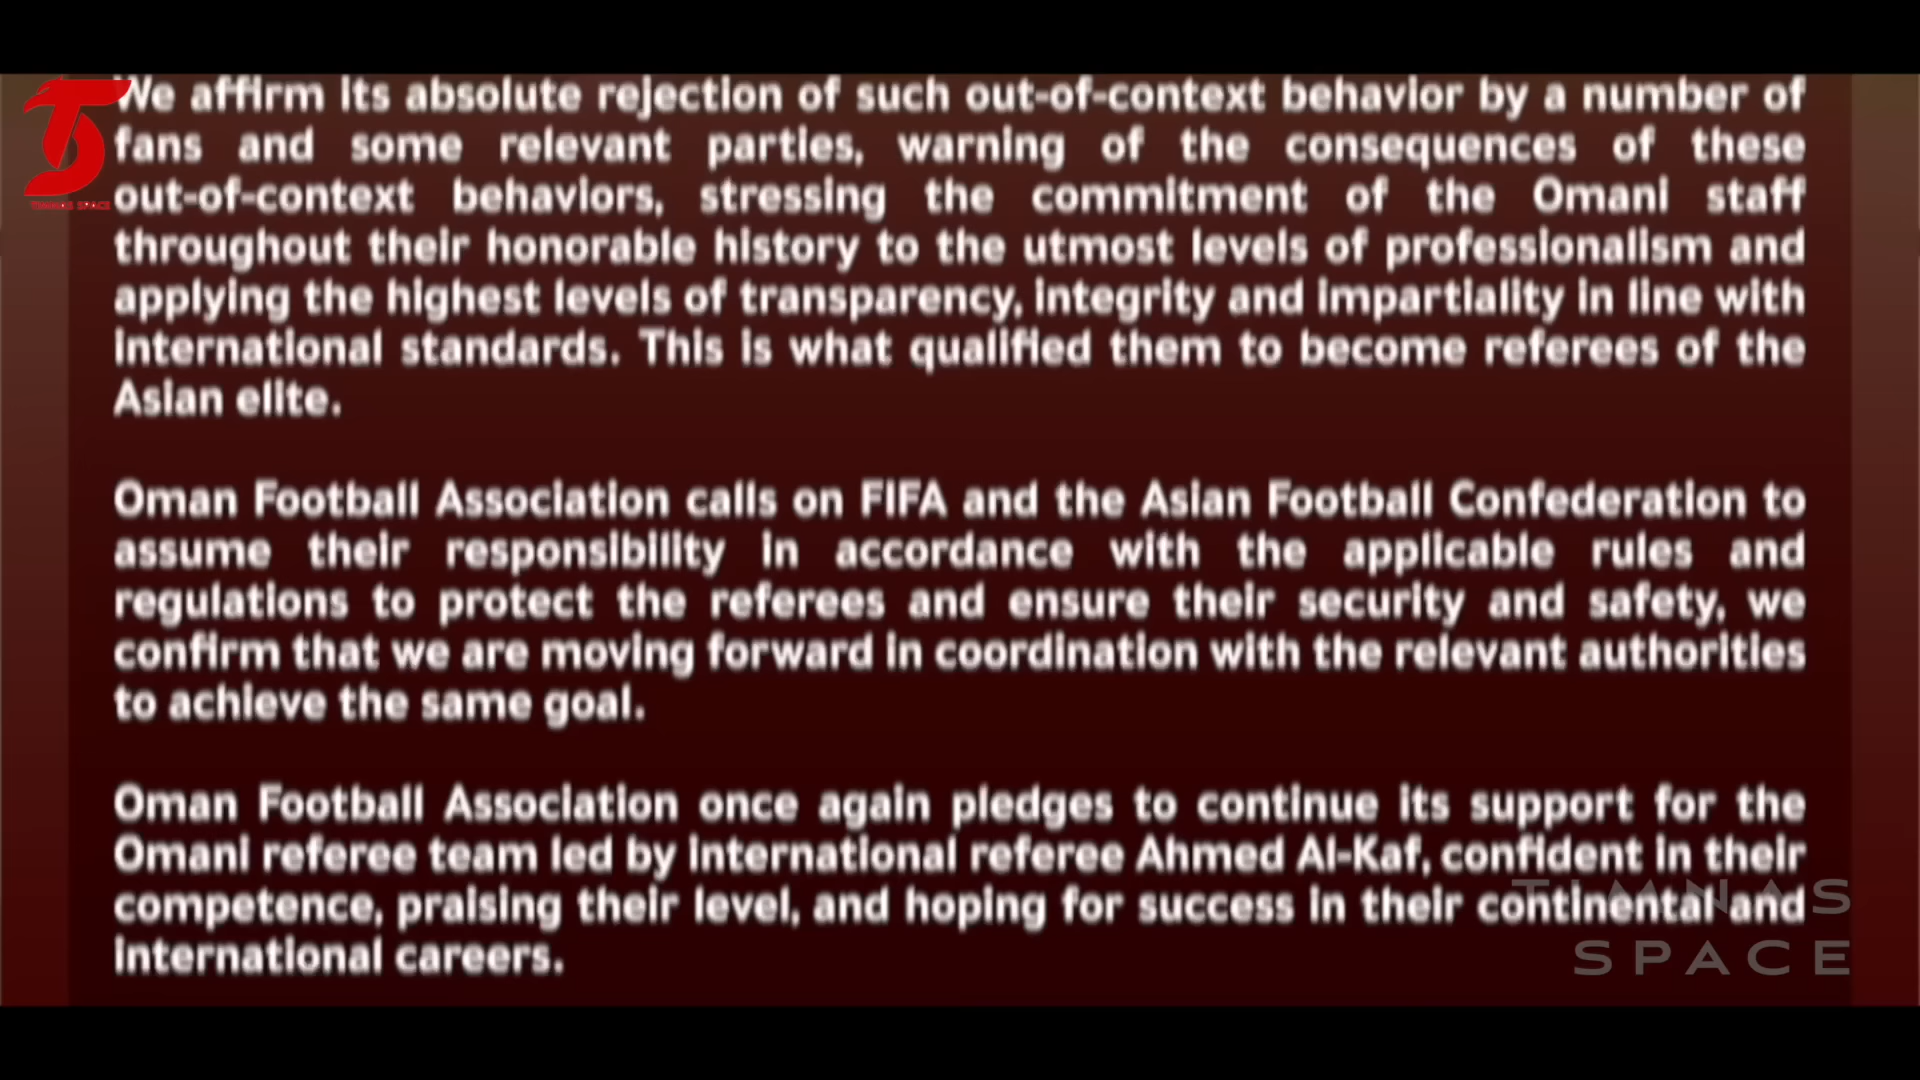 We affirm its absolute rejection of such out-of-context behavior by a number of
fans and some relevant parties, warning of the consequences of these
out-of-context behaviors, stressing the commitment of the Omani staff
throughout their honorable history to the utmost levels of professionalism and
applying the highest levels of transparency, integrity and impartiality in line with
international standards. This is what qualified them to become referees of the
Asian elite.
Oman Football Association calls on FIFA and the Asian Football Confederation to
assume their responsibility in accordance with the applicable rules and
regulations to protect the referees and ensure their security and safety, we
confirm that we are moving forward in coordination with the relevant authorities
to achieve the same goal.
Oman Football Association once again pledges to continue its support for the
Omani referee team led by international referee Ahmed Al-Kaf, confident in their
competence, praising their level, and hoping for success in their continental and
international careers.
TIMNAS SPACE
TIMNAS
SPACE